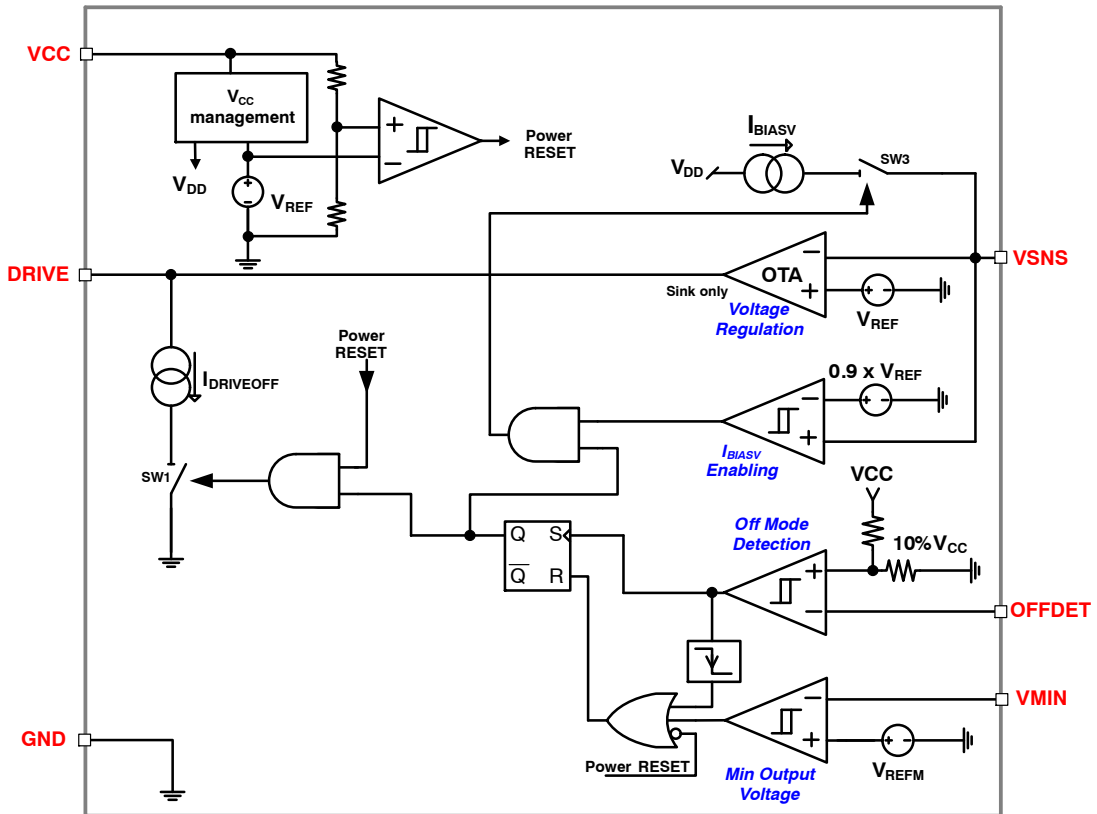 VCC
VCC
management
VDD
VREF
+
−
+
-
Power
RESET
IBIASV
VDD
SW3
DRIVE
VSNS
OTA
−
+
Sink only
Voltage
Regulation
+ -
VREF
Power
RESET
IDRIVEOFF
0.9 x VREF
−
+
+ -
IBIASV
Enabling
SW1
VCC
10%VCC
Off Mode
Detection
+
−
Q S
Q R
OFFDET
VMIN
GND
−
+
+ -
VREFM
Power RESET
Min Output
Voltage